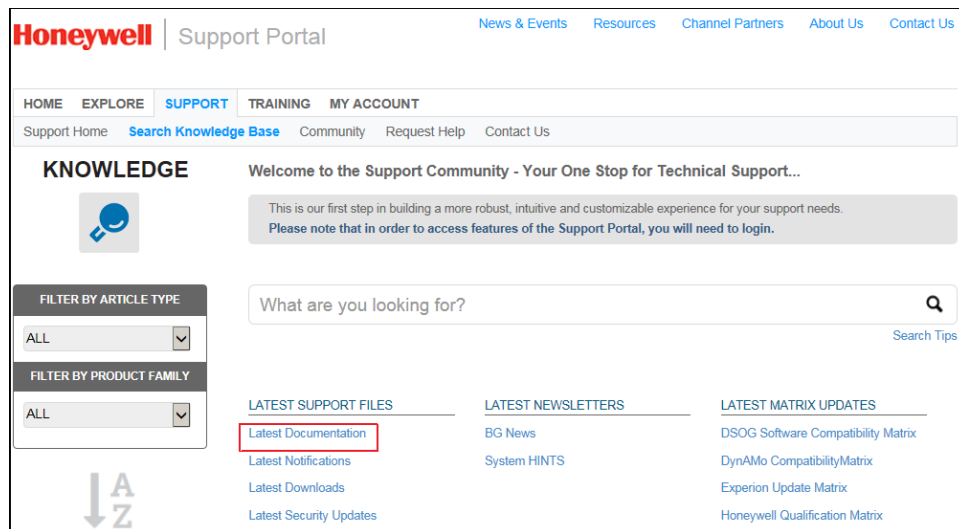 Honeywell | Support Portal
News & Events Resources Channel Partners About Us Contact Us
HOME EXPLORE SUPPORT TRAINING MY ACCOUNT
Support Home Search Knowledge Base Community Request Help Contact Us
KNOWLEDGE
Welcome to the Support Community - Your One Stop for Technical Support...
This is our first step in building a more robust, intuitive and customizable experience for your support needs.
Please note that in order to access features of the Support Portal, you will need to login.
FILTER BY ARTICLE TYPE
ALL
FILTER BY PRODUCT FAMILY
ALL
A
Z
What are you looking for?
Search Tips
LATEST SUPPORT FILES
Latest Documentation
Latest Notifications
Latest Downloads
Latest Security Updates
LATEST NEWSLETTERS
BG News
System HINTS
LATEST MATRIX UPDATES
DSOG Software Compatibility Matrix
DynAMo CompatibilityMatrix
Experion Update Matrix
Honeywell Qualification Matrix